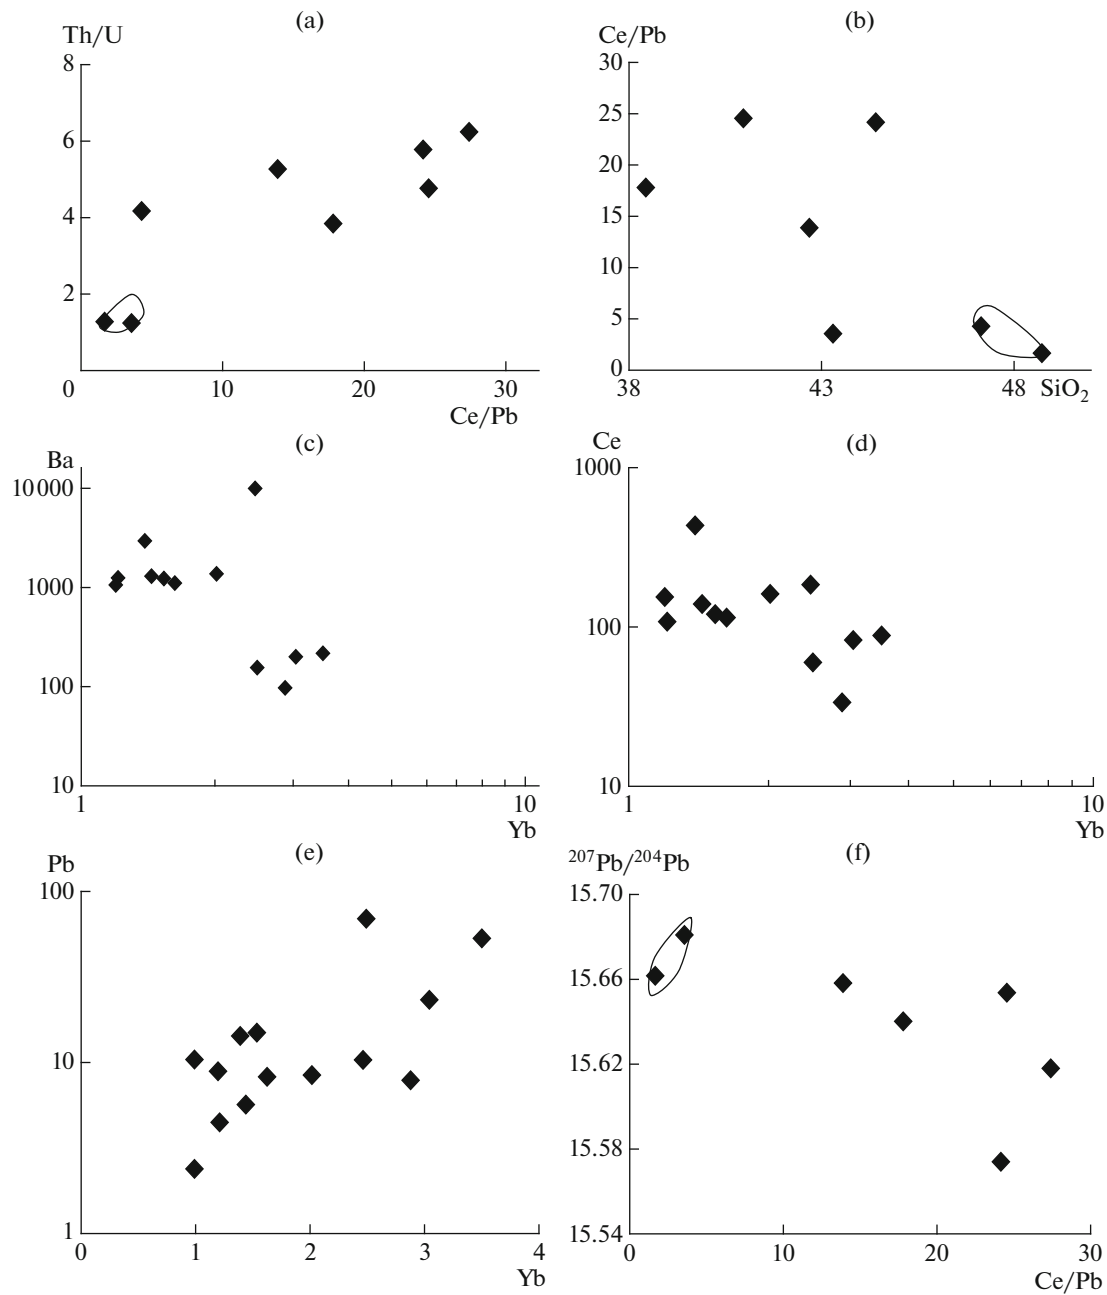 (a)
Th/U
8
6
4
2
0 10 20 30
Ce/Pb
(b)
Ce/Pb
30
25
20
15
10
5
0
38 43 48 SiO₂
(c)
Ba
10 000
1000
100
10
1 10
Yb
(d)
Ce
1000
100
10
1 10
Yb
(e)
Pb
100
10
1
0 1 2 3 4
Yb
(f)
²⁰⁷Pb/²⁰⁴Pb
15.70
15.66
15.62
15.58
15.54
0 10 20 30
Ce/Pb